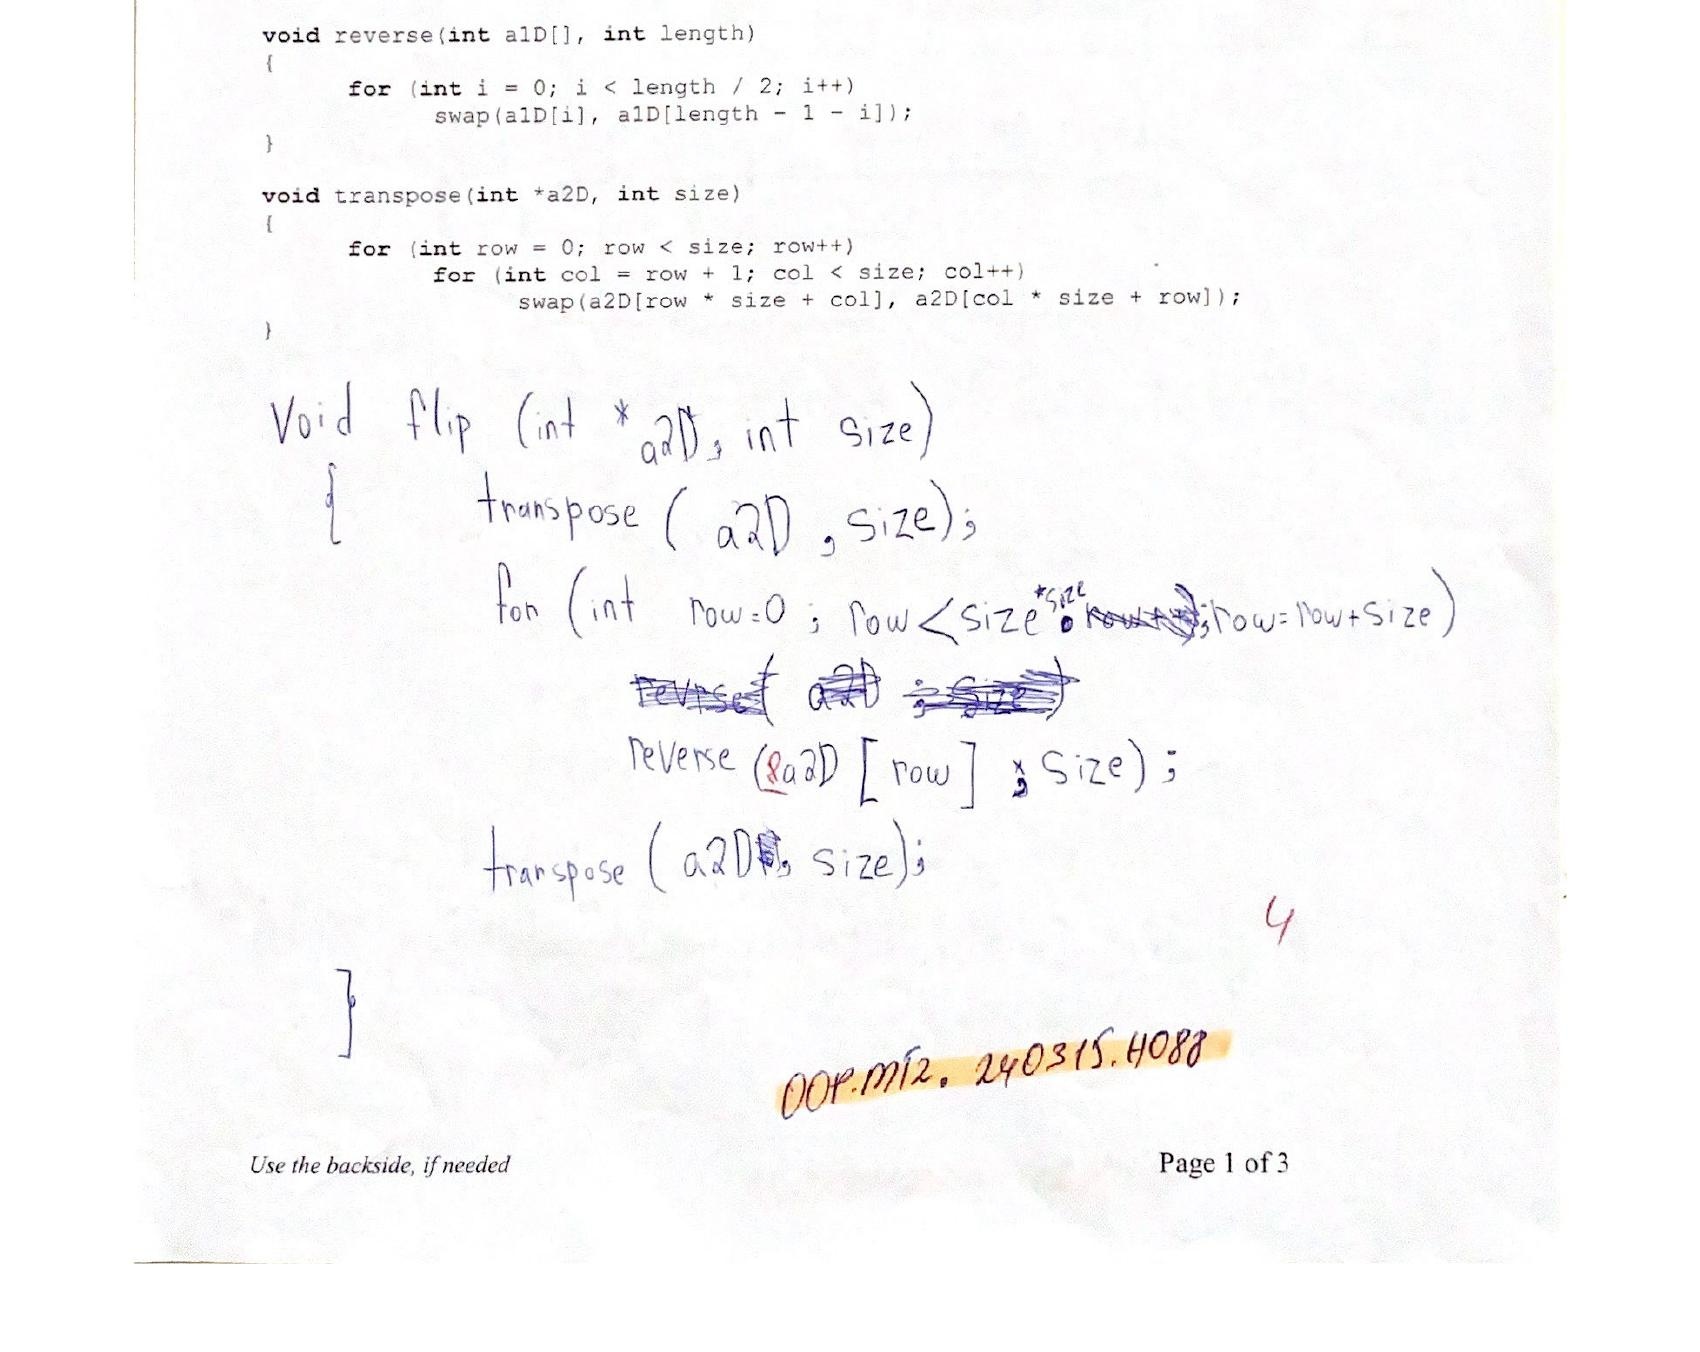 void reverse(int a1D[], int length)
{
for (int i = 0; i < length / 2; i++)
swap(a1D[i], a1D[length - 1 - i]);
}
void transpose(int *a2D, int size)
{
for (int row = 0; row < size; row++)
for (int col = row + 1; col < size; col++)
swap(a2D[row * size + col], a2D[col * size + row]);
}
Void flip (int *a2D, int size)
{ transpose ( a2D , size);
for (int row=0 ; row<size*size ; row=row+size)
reverse (&a2D [row] , size) ;
transpose ( a2D, size);
4
}
OOP.MT2. 240315.H088
Use the backside, if needed
Page 1 of 3